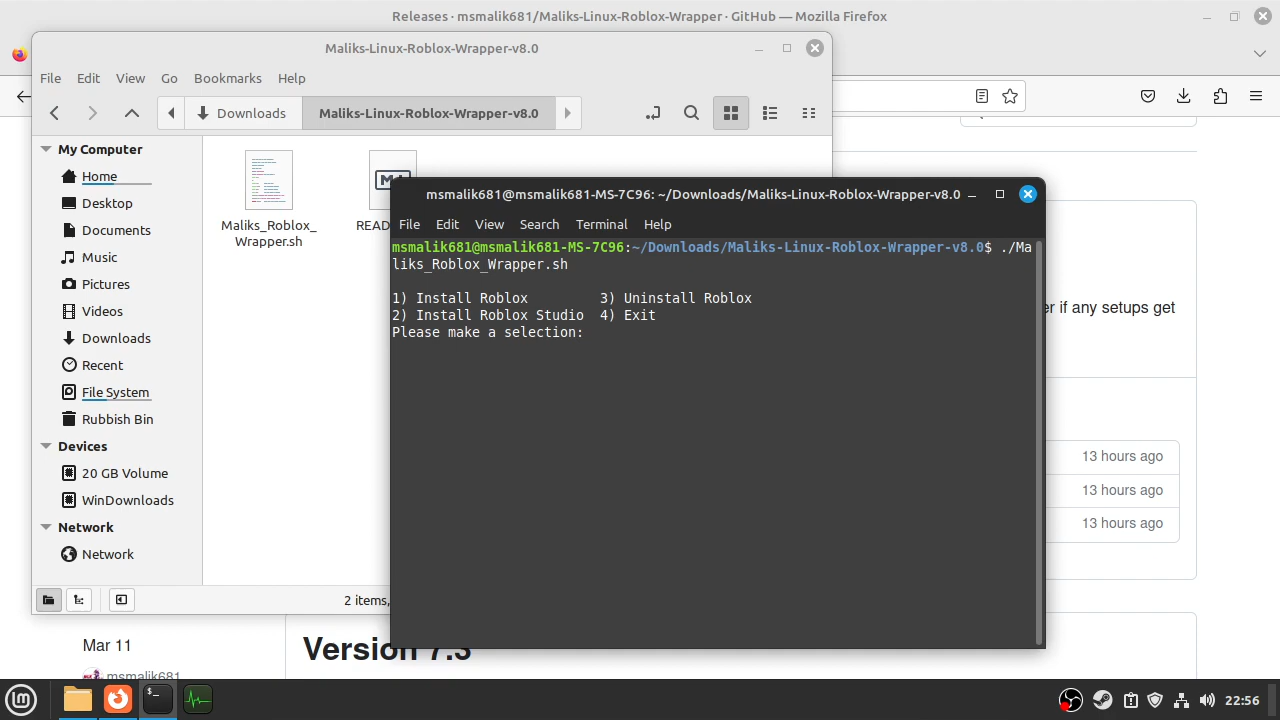 Releases · msmalik681/Maliks-Linux-Roblox-Wrapper · GitHub — Mozilla Firefox
Maliks-Linux-Roblox-Wrapper-v8.0
File Edit View Go Bookmarks Help
Downloads Maliks-Linux-Roblox-Wrapper-v8.0
My Computer
Home
Desktop
Documents
Music
Pictures
Videos
Downloads
Recent
File System
Rubbish Bin
Devices
20 GB Volume
WinDownloads
Network
Network
Maliks_Roblox_
Wrapper.sh
READ
2 items,
msmalik681@msmalik681-MS-7C96: ~/Downloads/Maliks-Linux-Roblox-Wrapper-v8.0
File Edit View Search Terminal Help
msmalik681@msmalik681-MS-7C96:~/Downloads/Maliks-Linux-Roblox-Wrapper-v8.0$ ./Ma
liks_Roblox_Wrapper.sh
1) Install Roblox 3) Uninstall Roblox
2) Install Roblox Studio 4) Exit
Please make a selection:
er if any setups get
13 hours ago
13 hours ago
13 hours ago
Mar 11
msmalik681
Version 7.3
22:56